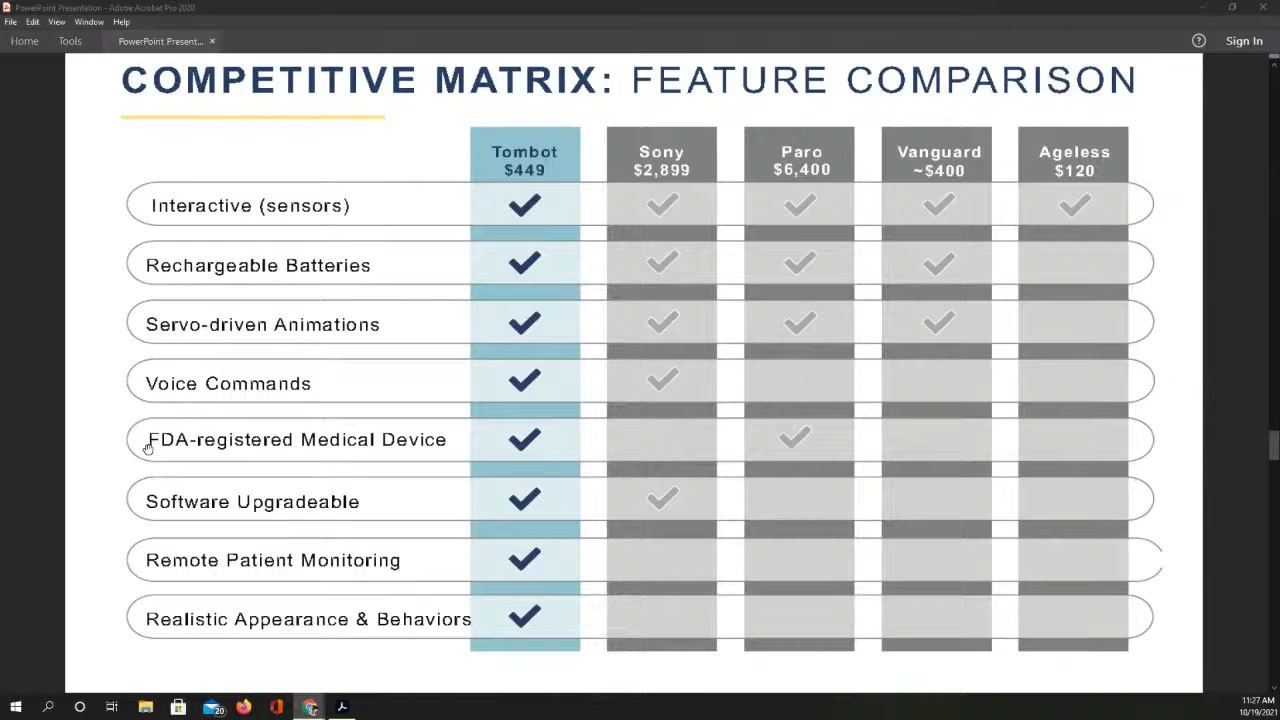 PowerPoint Presentation - Adobe Acrobat Pro 2020
File Edit View Window Help
Home Tools PowerPoint Present... × ? Sign In
COMPETITIVE MATRIX: FEATURE COMPARISON
Tombot Sony Paro Vanguard Ageless
$449 $2,899 $6,400 ~$400 $120
Interactive (sensors)
Rechargeable Batteries
Servo-driven Animations
Voice Commands
FDA-registered Medical Device
Software Upgradeable
Remote Patient Monitoring
Realistic Appearance & Behaviors
20
11:27 AM
10/19/2021